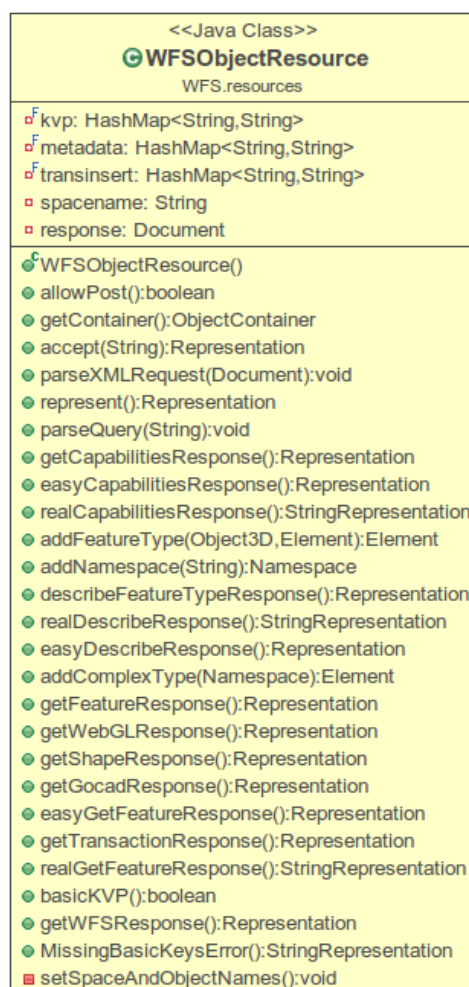 <<Java Class>>
C WFSObjectResource
WFS.resources
F kvp: HashMap<String,String>
F metadata: HashMap<String,String>
F transinsert: HashMap<String,String>
spacename: String
response: Document
C WFSObjectResource()
allowPost():boolean
getContainer():ObjectContainer
accept(String):Representation
parseXMLRequest(Document):void
represent():Representation
parseQuery(String):void
getCapabilitiesResponse():Representation
easyCapabilitiesResponse():Representation
realCapabilitiesResponse():StringRepresentation
addFeatureType(Object3D,Element):Element
addNamespace(String):Namespace
describeFeatureTypeResponse():Representation
realDescribeResponse():StringRepresentation
easyDescribeResponse():Representation
addComplexType(Namespace):Element
getFeatureResponse():Representation
getWebGLResponse():Representation
getShapeResponse():Representation
getGocadResponse():Representation
easyGetFeatureResponse():Representation
getTransactionResponse():Representation
realGetFeatureResponse():StringRepresentation
basicKVP():boolean
getWFSResponse():Representation
MissingBasicKeysError():StringRepresentation
setSpaceAndObjectNames():void